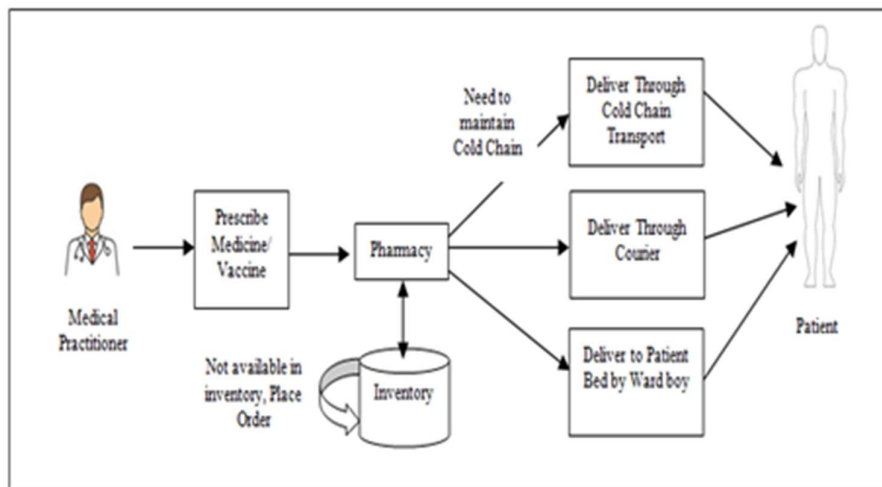 Medical
Practitioner
Prescribe
Medicine/
Vaccine
Pharmacy
Not available in
inventory, Place
Order
Inventory
Need to
maintain
Cold Chain
Deliver Through
Cold Chain
Transport
Deliver Through
Courier
Deliver to Patient
Bed by Ward boy
Patient